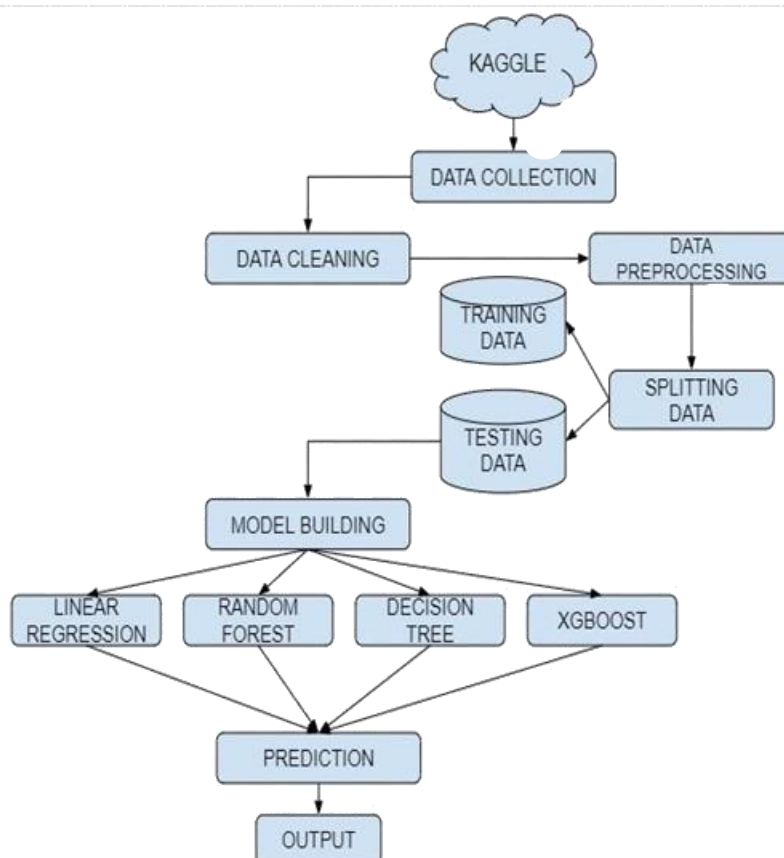 KAGGLE
DATA COLLECTION
DATA CLEANING
DATA
PREPROCESSING
TRAINING
DATA
SPLITTING
DATA
TESTING
DATA
MODEL BUILDING
LINEAR
REGRESSION
RANDOM
FOREST
DECISION
TREE
XGBOOST
PREDICTION
OUTPUT